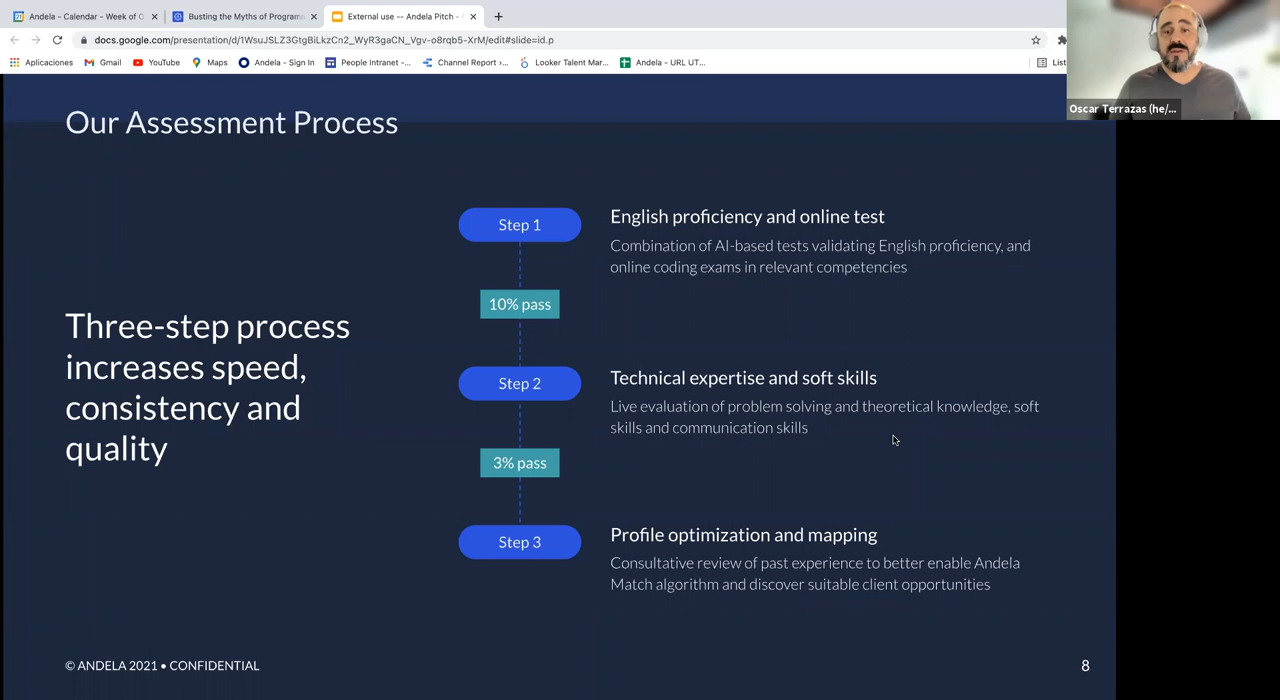 Andela - Calendar - Week of O
Busting the Myths of Programm
External use -- Andela Pitch -
docs.google.com/presentation/d/1WsuJSLZ3GtgBiLkzCn2_WyR3gaCN_Vgv-o8rqb5-XrM/edit#slide=id.p
Aplicaciones
Gmail
YouTube
Maps
Andela - Sign In
People Intranet -...
Channel Report ›...
Looker Talent Mar...
Andela - URL UT...
List
Oscar Terrazas (he/...
Our Assessment Process
Three-step process
increases speed,
consistency and
quality
Step 1
English proficiency and online test
Combination of AI-based tests validating English proficiency, and
online coding exams in relevant competencies
10% pass
Step 2
Technical expertise and soft skills
Live evaluation of problem solving and theoretical knowledge, soft
skills and communication skills
3% pass
Step 3
Profile optimization and mapping
Consultative review of past experience to better enable Andela
Match algorithm and discover suitable client opportunities
© ANDELA 2021 • CONFIDENTIAL
8